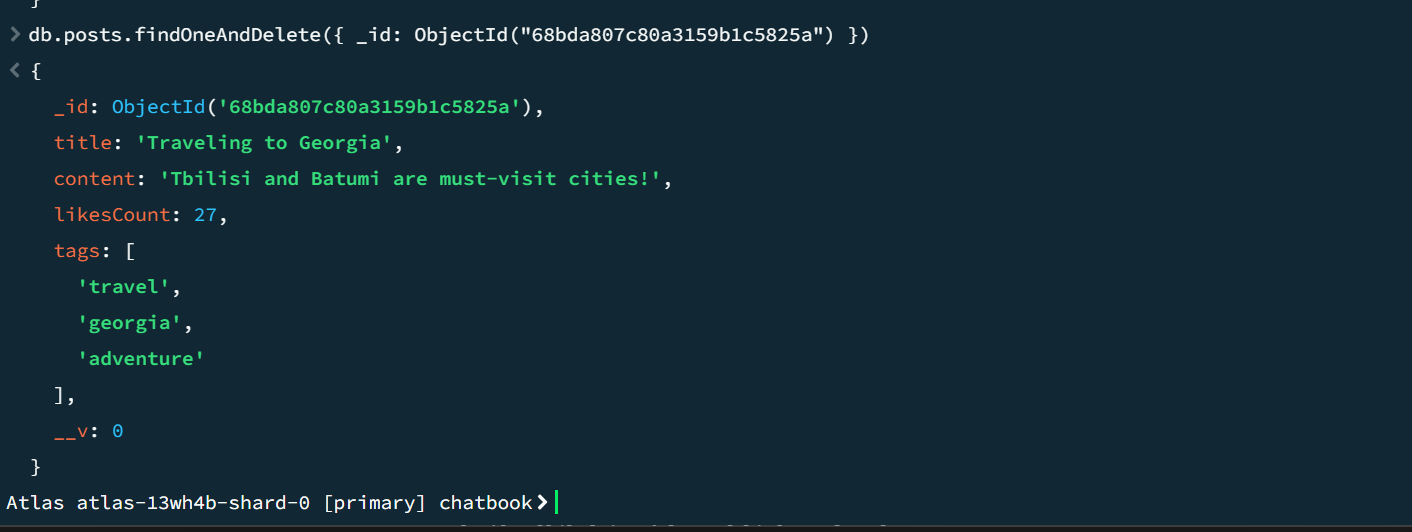 }
> db.posts.findOneAndDelete({ _id: ObjectId("68bda807c80a3159b1c5825a") })
< {
_id: ObjectId('68bda807c80a3159b1c5825a'),
title: 'Traveling to Georgia',
content: 'Tbilisi and Batumi are must-visit cities!',
likesCount: 27,
tags: [
'travel',
'georgia',
'adventure'
],
__v: 0
}
Atlas atlas-13wh4b-shard-0 [primary] chatbook>